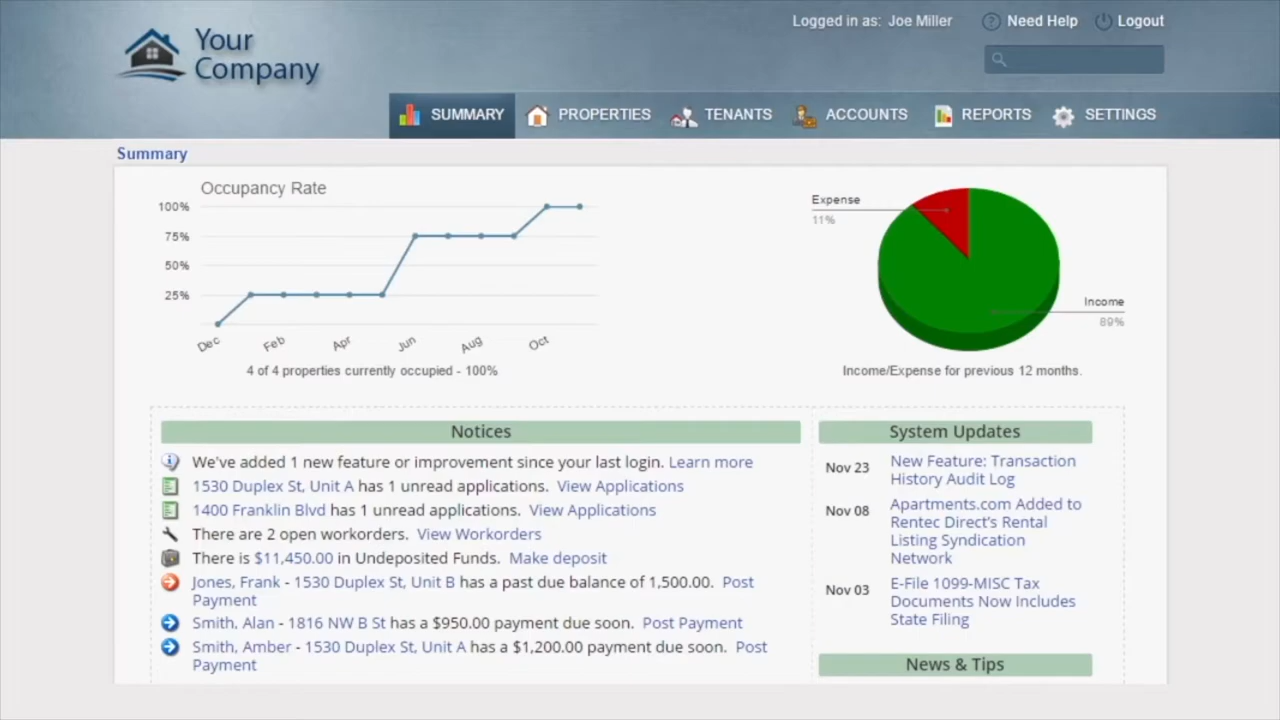 Your
Company
Logged in as: Joe Miller
Need Help
Logout
SUMMARY
PROPERTIES
TENANTS
ACCOUNTS
REPORTS
SETTINGS
Summary
Occupancy Rate
100%
75%
50%
25%
Dec
Feb
Apr
Jun
Aug
Oct
4 of 4 properties currently occupied - 100%
Expense
11%
Income
89%
Income/Expense for previous 12 months.
Notices
We've added 1 new feature or improvement since your last login. Learn more
1530 Duplex St, Unit A has 1 unread applications. View Applications
1400 Franklin Blvd has 1 unread applications. View Applications
There are 2 open workorders. View Workorders
There is $11,450.00 in Undeposited Funds. Make deposit
Jones, Frank - 1530 Duplex St, Unit B has a past due balance of 1,500.00. Post
Payment
Smith, Alan - 1816 NW B St has a $950.00 payment due soon. Post Payment
Smith, Amber - 1530 Duplex St, Unit A has a $1,200.00 payment due soon. Post
Payment
System Updates
Nov 23
New Feature: Transaction
History Audit Log
Nov 08
Apartments.com Added to
Rentec Direct's Rental
Listing Syndication
Network
Nov 03
E-File 1099-MISC Tax
Documents Now Includes
State Filing
News & Tips